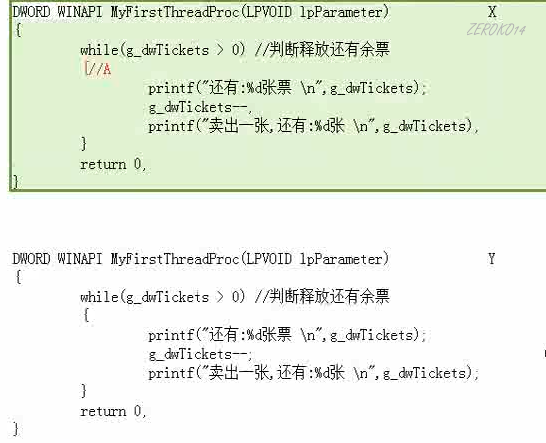 DWORD WINAPI MyFirstThreadProc(LPVOID lpParameter) X
ZEROKO14
{
while(g_dwTickets > 0) //判断释放还有余票
[//A
printf("还有:%d张票 \n",g_dwTickets);
g_dwTickets--,
printf("卖出一张,还有:%d张 \n",g_dwTickets),
}
return 0,
}
DWORD WINAPI MyFirstThreadProc(LPVOID lpParameter) Y
{
while(g_dwTickets > 0) //判断释放还有余票
{
printf("还有:%d张票 \n",g_dwTickets);
g_dwTickets--;
printf("卖出一张,还有:%d张 \n",g_dwTickets);
}
return 0,
}